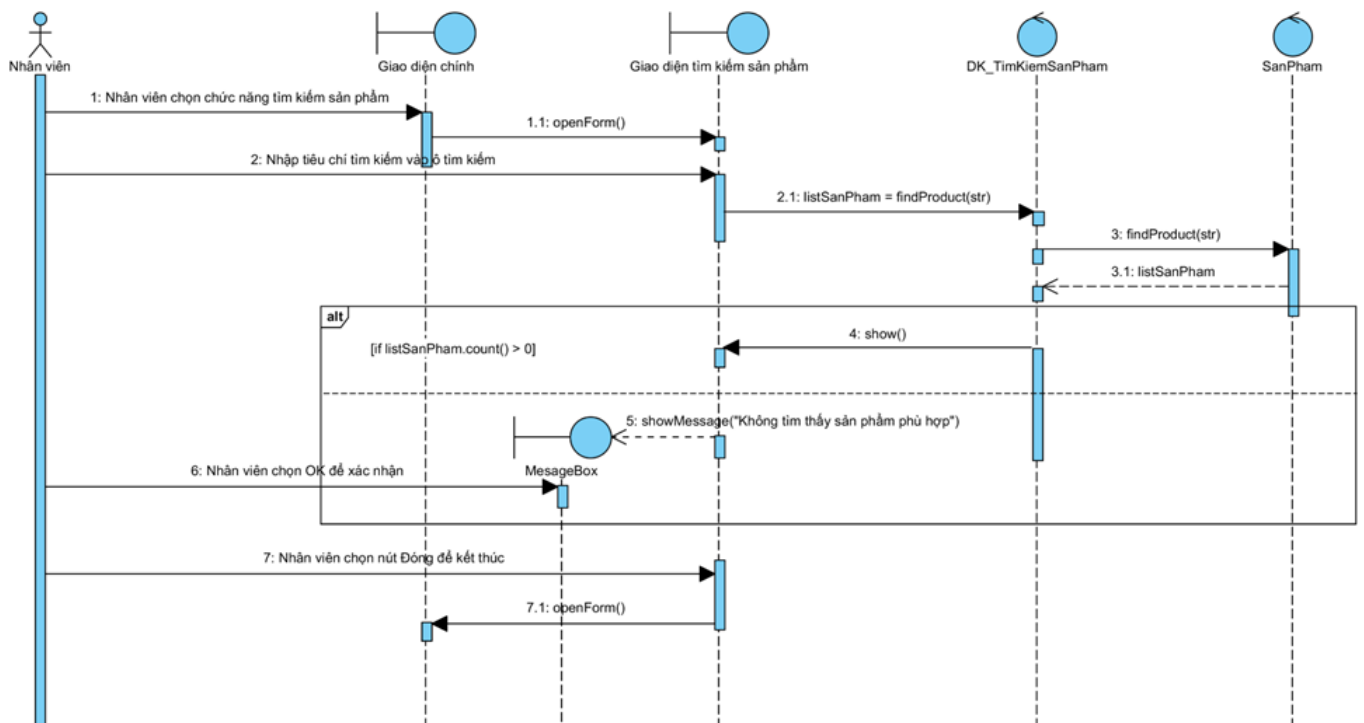 Nhân viên
Giao diện chính
Giao diện tìm kiếm sản phẩm
DK_TimKiemSanPham
SanPham
1: Nhân viên chọn chức năng tìm kiếm sản phẩm
1.1: openForm()
2: Nhập tiêu chí tìm kiếm vào ô tìm kiếm
2.1: listSanPham = findProduct(str)
3: findProduct(str)
3.1: listSanPham
alt
[if listSanPham.count() > 0]
4: show()
5: showMessage("Không tìm thấy sản phẩm phù hợp")
MesageBox
6: Nhân viên chọn OK để xác nhận
7: Nhân viên chọn nút Đóng để kết thúc
7.1: openForm()